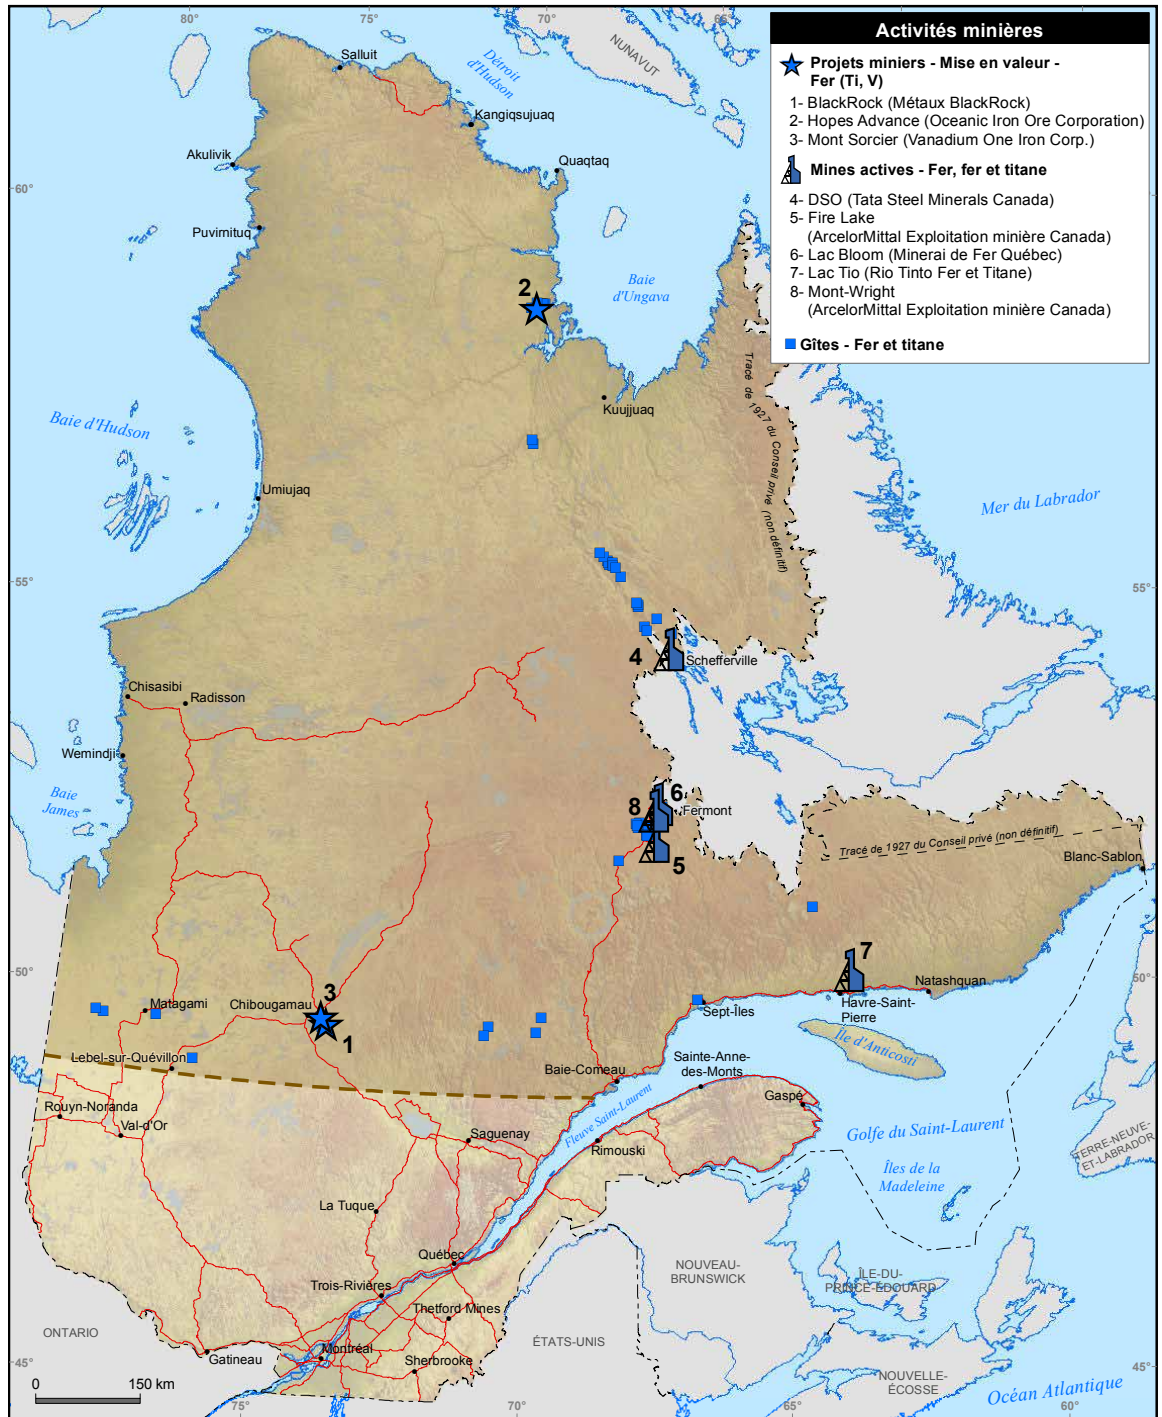 80°
75°
70°
65°
Activités minières
Projets miniers - Mise en valeur -
Fer (Ti, V)
1- BlackRock (Métaux BlackRock)
2- Hopes Advance (Oceanic Iron Ore Corporation)
3- Mont Sorcier (Vanadium One Iron Corp.)
Mines actives - Fer, fer et titane
4- DSO (Tata Steel Minerals Canada)
5- Fire Lake
(ArcelorMittal Exploitation minière Canada)
6- Lac Bloom (Minerai de Fer Québec)
7- Lac Tio (Rio Tinto Fer et Titane)
8- Mont-Wright
(ArcelorMittal Exploitation minière Canada)
Gîtes - Fer et titane
NUNAVUT
Salluit
Détroit
d'Hudson
Kangiqsujuaq
Akulivik
Quaqtaq
60°
Puvirnituq
Baie
d'Ungava
2
Kuujjuaq
Tracé de 1927 du Conseil privé (non définitif)
Baie d'Hudson
Umiujaq
Mer du Labrador
55°
55°
4
Schefferville
Chisasibi
Radisson
Wemindji
Baie
James
8
6
Fermont
5
Tracé de 1927 du Conseil privé (non définitif)
Blanc-Sablon
7
50°
50°
Natashquan
Havre-Saint-
Pierre
Sept-Îles
Matagami
Chibougamau
3
1
Île d'Anticosti
Lebel-sur-Quévillon
Baie-Comeau
Sainte-Anne-
des-Monts
Gaspé
Rouyn-Noranda
Val-d'Or
Saguenay
Fleuve Saint-Laurent
Rimouski
Golfe du Saint-Laurent
TERRE-NEUVE-
ET-LABRADOR
Îles de la
Madeleine
La Tuque
Québec
NOUVEAU-
BRUNSWICK
ÎLE-DU-
PRINCE-ÉDOUARD
Trois-Rivières
Thetford Mines
ONTARIO
ÉTATS-UNIS
Gatineau
Montréal
Sherbrooke
45°
45°
NOUVELLE-
ÉCOSSE
Océan Atlantique
0
150 km
75°
70°
65°
60°